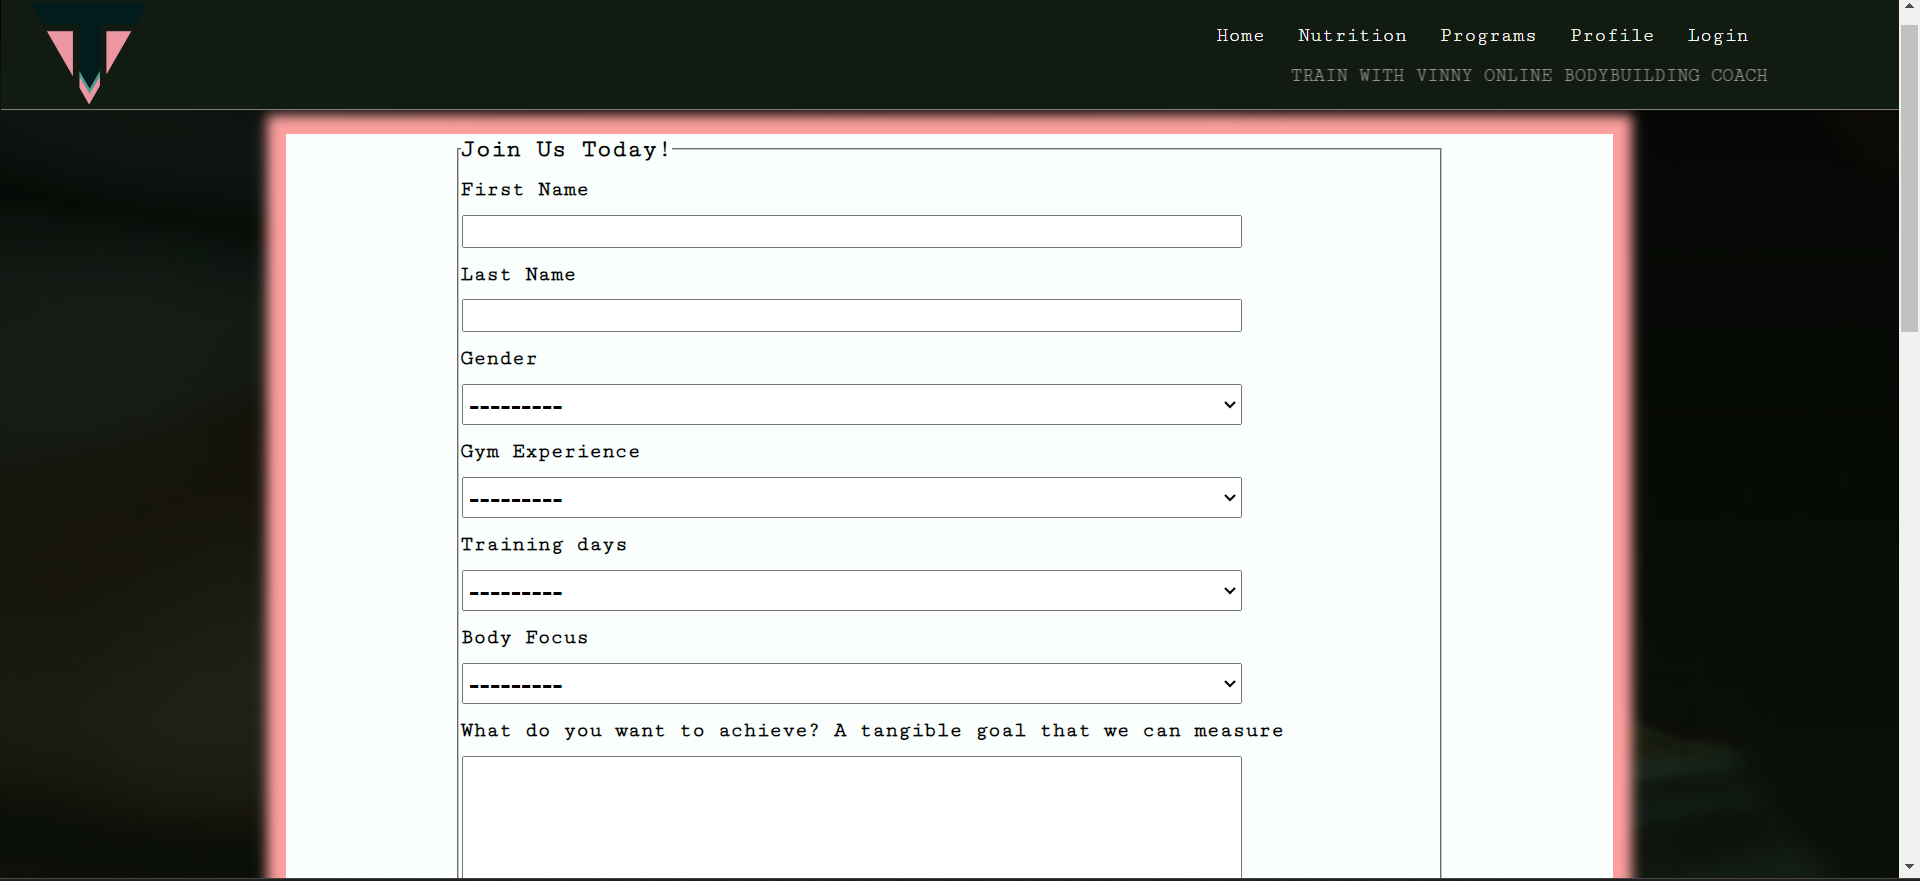 Home Nutrition Programs Profile Login
TRAIN WITH VINNY ONLINE BODYBUILDING COACH
Join Us Today!
First Name
Last Name
Gender
---------
Gym Experience
---------
Training days
---------
Body Focus
---------
What do you want to achieve? A tangible goal that we can measure